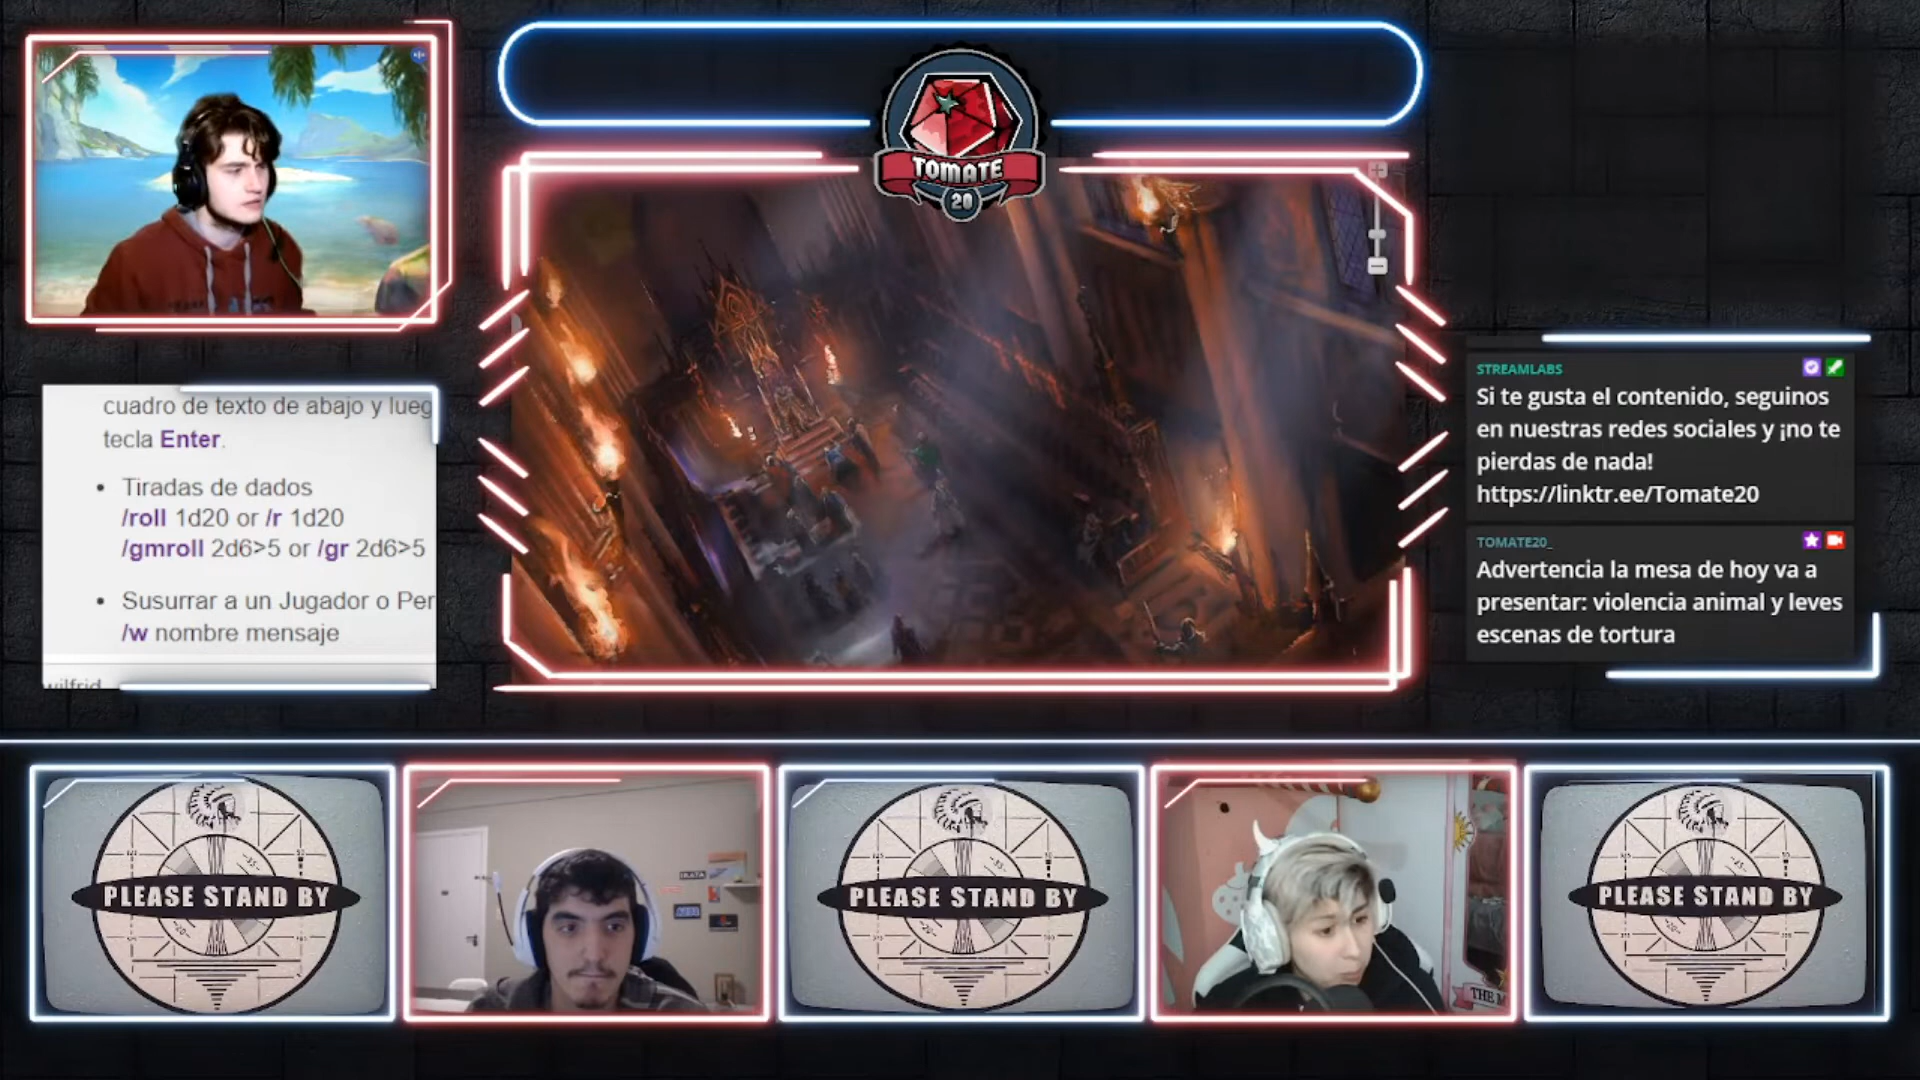 TOMATE
20
cuadro de texto de abajo y lueg
tecla Enter.
• Tiradas de dados
/roll 1d20 or /r 1d20
/gmroll 2d6>5 or /gr 2d6>5
• Susurrar a un Jugador o Per
/w nombre mensaje
wilfrid
STREAMLABS
Si te gusta el contenido, seguinos
en nuestras redes sociales y ¡no te
pierdas de nada!
https://linktr.ee/Tomate20
TOMATE20_
Advertencia la mesa de hoy va a
presentar: violencia animal y leves
escenas de tortura
PLEASE STAND BY
PLEASE STAND BY
THE
PLEASE STAND BY